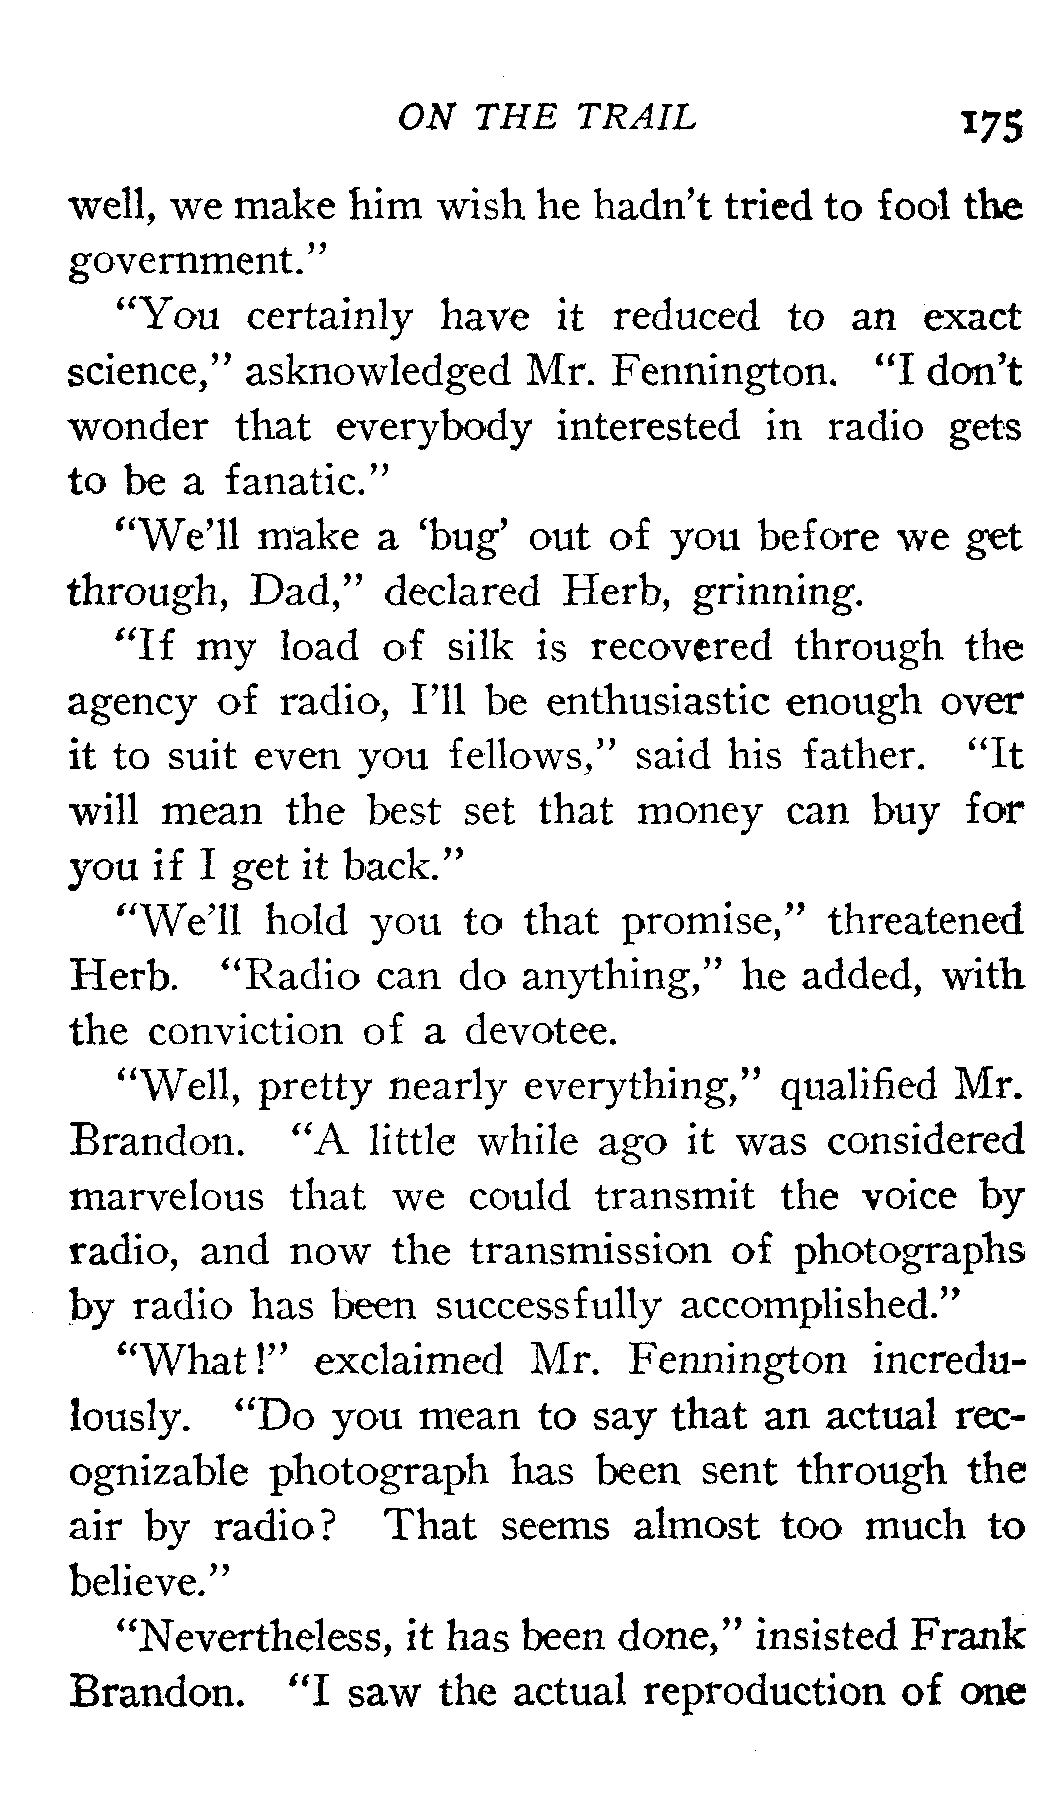 ON THE TRAIL 175
well, we make him wish he hadn't tried to fool the
government."
"You certainly have it reduced to an exact
science," asknowledged Mr. Fennington. "I don't
wonder that everybody interested in radio gets
to be a fanatic."
"We'll make a 'bug' out of you before we get
through, Dad," declared Herb, grinning.
"If my load of silk is recovered through the
agency of radio, I'll be enthusiastic enough over
it to suit even you fellows," said his father. "It
will mean the best set that money can buy for
you if I get it back."
"We'll hold you to that promise," threatened
Herb. "Radio can do anything," he added, with
the conviction of a devotee.
"Well, pretty nearly everything," qualified Mr.
Brandon. "A little while ago it was considered
marvelous that we could transmit the voice by
radio, and now the transmission of photographs
by radio has been successfully accomplished."
"What!" exclaimed Mr. Fennington incredu-
lously. "Do you mean to say that an actual rec-
ognizable photograph has been sent through the
air by radio? That seems almost too much to
believe."
"Nevertheless, it has been done," insisted Frank
Brandon. "I saw the actual reproduction of one